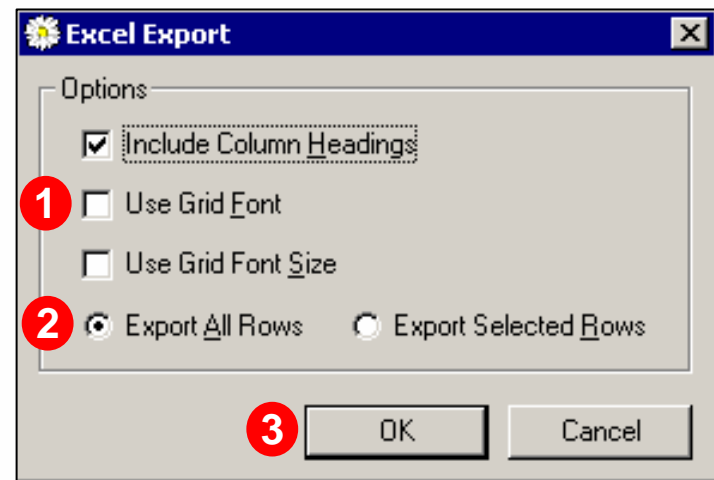 Excel Export
Options
Include Column Headings
1 Use Grid Font
Use Grid Font Size
2 Export All Rows Export Selected Rows
3 OK Cancel